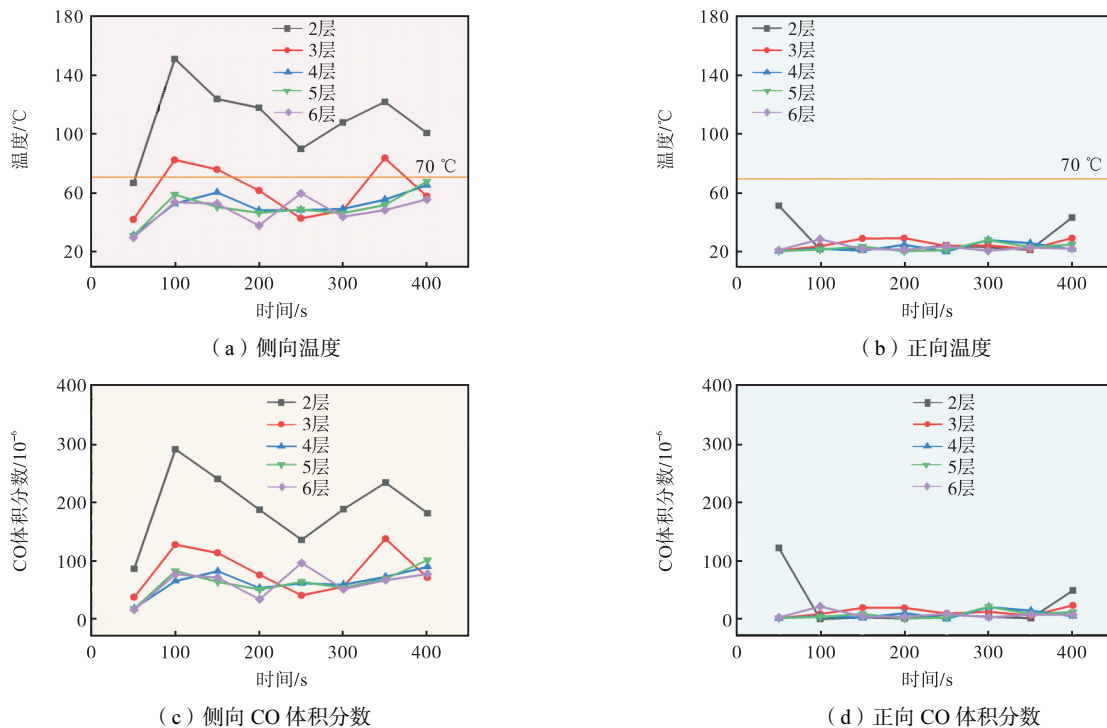 180
140
100
60
20
温度/℃
2层
3层
4层
5层
6层
70 ℃
0
100
200
300
400
时间/s
（a）侧向温度
180
140
100
60
20
温度/℃
2层
3层
4层
5层
6层
70 ℃
0
100
200
300
400
时间/s
（b）正向温度
400
300
200
100
0
CO体积分数/10⁻⁶
2层
3层
4层
5层
6层
0
100
200
300
400
时间/s
（c）侧向 CO 体积分数
400
300
200
100
0
CO体积分数/10⁻⁶
2层
3层
4层
5层
6层
0
100
200
300
400
时间/s
（d）正向 CO 体积分数